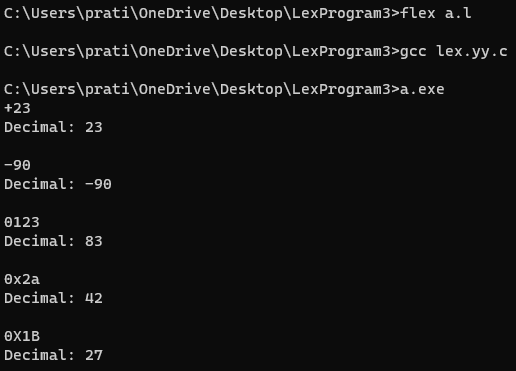 C:\Users\prati\OneDrive\Desktop\LexProgram3>flex a.l
C:\Users\prati\OneDrive\Desktop\LexProgram3>gcc lex.yy.c
C:\Users\prati\OneDrive\Desktop\LexProgram3>a.exe
+23
Decimal: 23
-90
Decimal: -90
0123
Decimal: 83
0x2a
Decimal: 42
0X1B
Decimal: 27